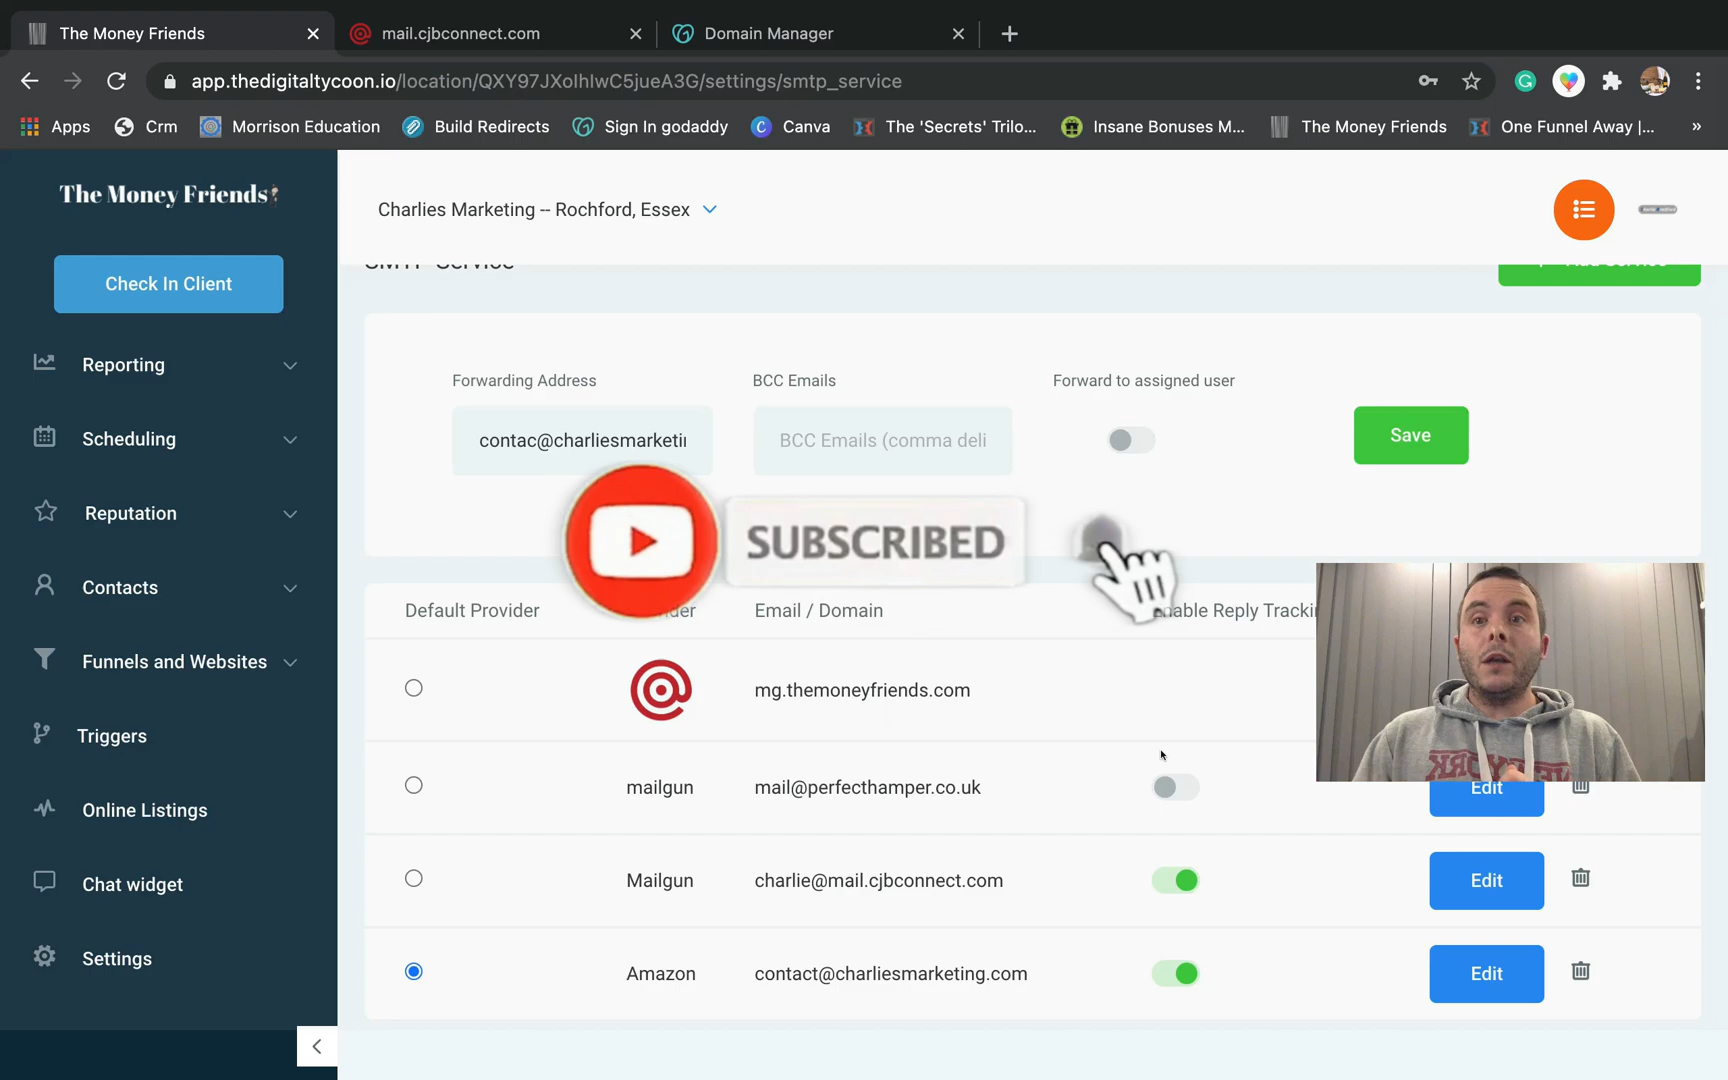 The Money Friends
mail.cjbconnect.com
Domain Manager
app.thedigitaltycoon.io/location/QXY97JXolhIwC5jueA3G/settings/smtp_service
Apps
Crm
Morrison Education
Build Redirects
Sign In godaddy
Canva
The 'Secrets' Trilo...
Insane Bonuses M...
The Money Friends
One Funnel Away |...
»
The Money Friends
Charlies Marketing -- Rochford, Essex
Check In Client
Reporting
Scheduling
Reputation
Contacts
Funnels and Websites
Triggers
Online Listings
Chat widget
Settings
SMTP Service
Forwarding Address
BCC Emails
Forward to assigned user
contac@charliesmarketi
BCC Emails (comma deli
Save
SUBSCRIBED
Default Provider
Email / Domain
Enable Reply Tracki
mg.themoneyfriends.com
mailgun
mail@perfecthamper.co.uk
Edit
Mailgun
charlie@mail.cjbconnect.com
Edit
Amazon
contact@charliesmarketing.com
Edit